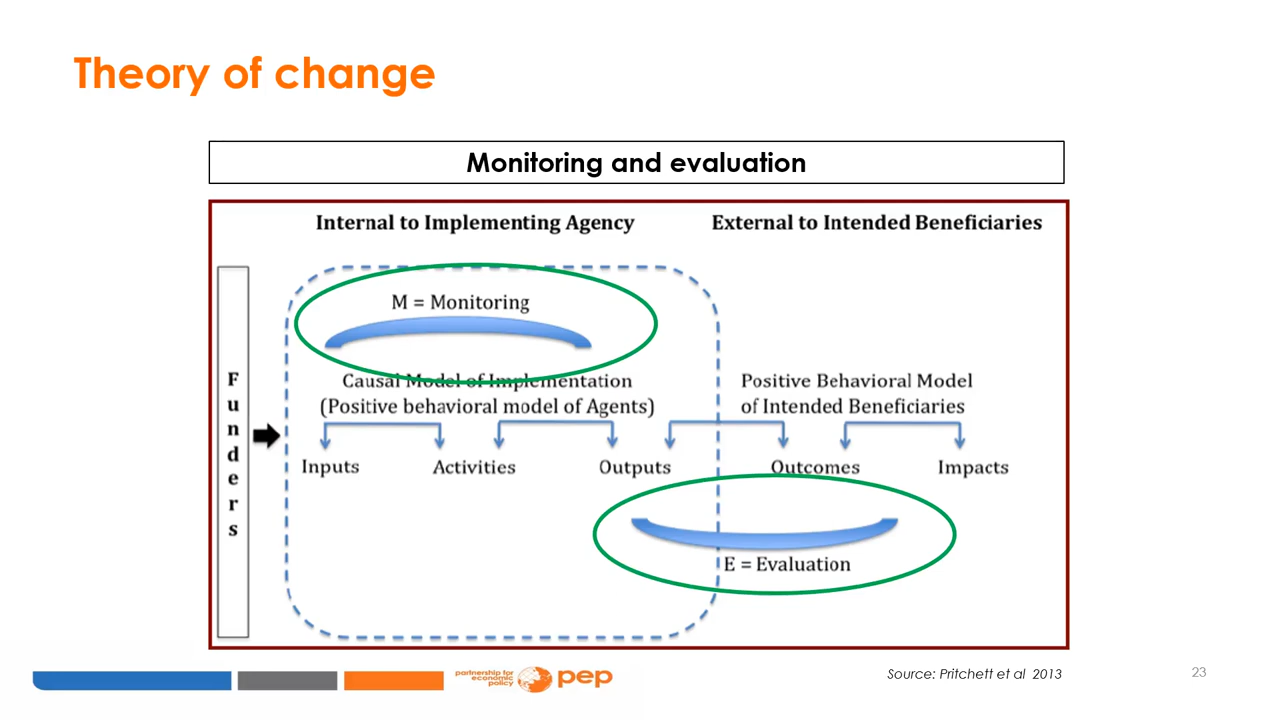 Theory of change
Monitoring and evaluation
Internal to Implementing Agency
External to Intended Beneficiaries
M = Monitoring
Funders
Causal Model of Implementation
(Positive behavioral model of Agents)
Positive Behavioral Model
of Intended Beneficiaries
Inputs
Activities
Outputs
Outcomes
Impacts
E = Evaluation
partnership for
economic
policy
pep
Source: Pritchett et al 2013
23